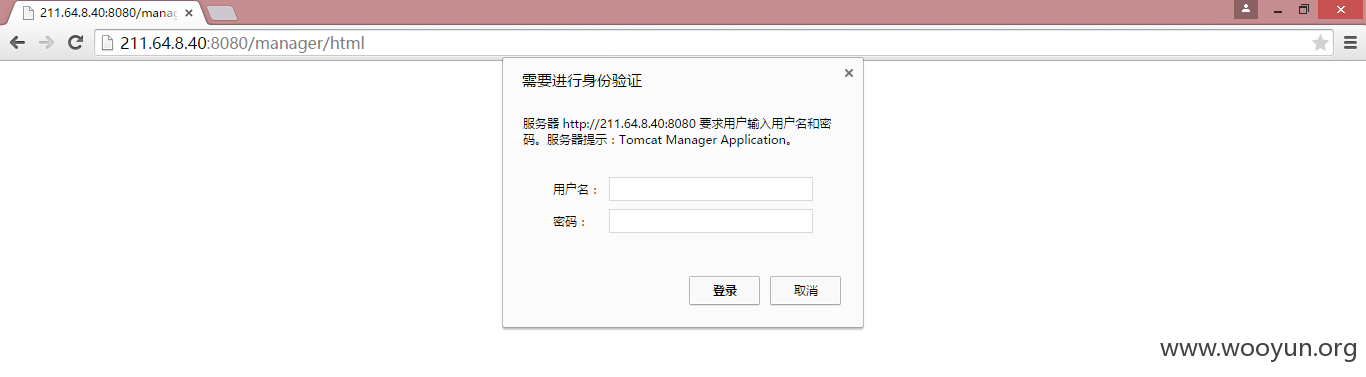 211.64.8.40:8080/manag
211.64.8.40:8080/manager/html
需要进行身份验证
服务器 http://211.64.8.40:8080 要求用户输入用户名和密
码。服务器提示：Tomcat Manager Application。
用户名：
密码：
登录
取消
www.wooyun.org